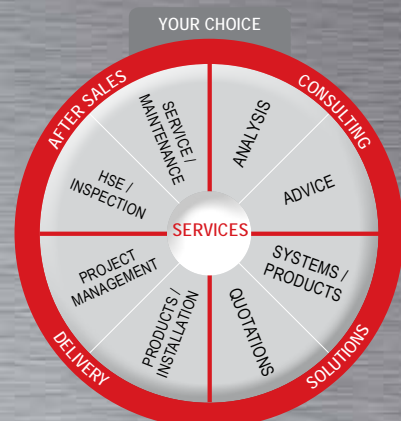 YOUR CHOICE
AFTER SALES
CONSULTING
SERVICE /
MAINTENANCE
ANALYSIS
HSE /
INSPECTION
ADVICE
SERVICES
PROJECT
MANAGEMENT
SYSTEMS /
PRODUCTS
PRODUCTS /
INSTALLATION
QUOTATIONS
DELIVERY
SOLUTIONS